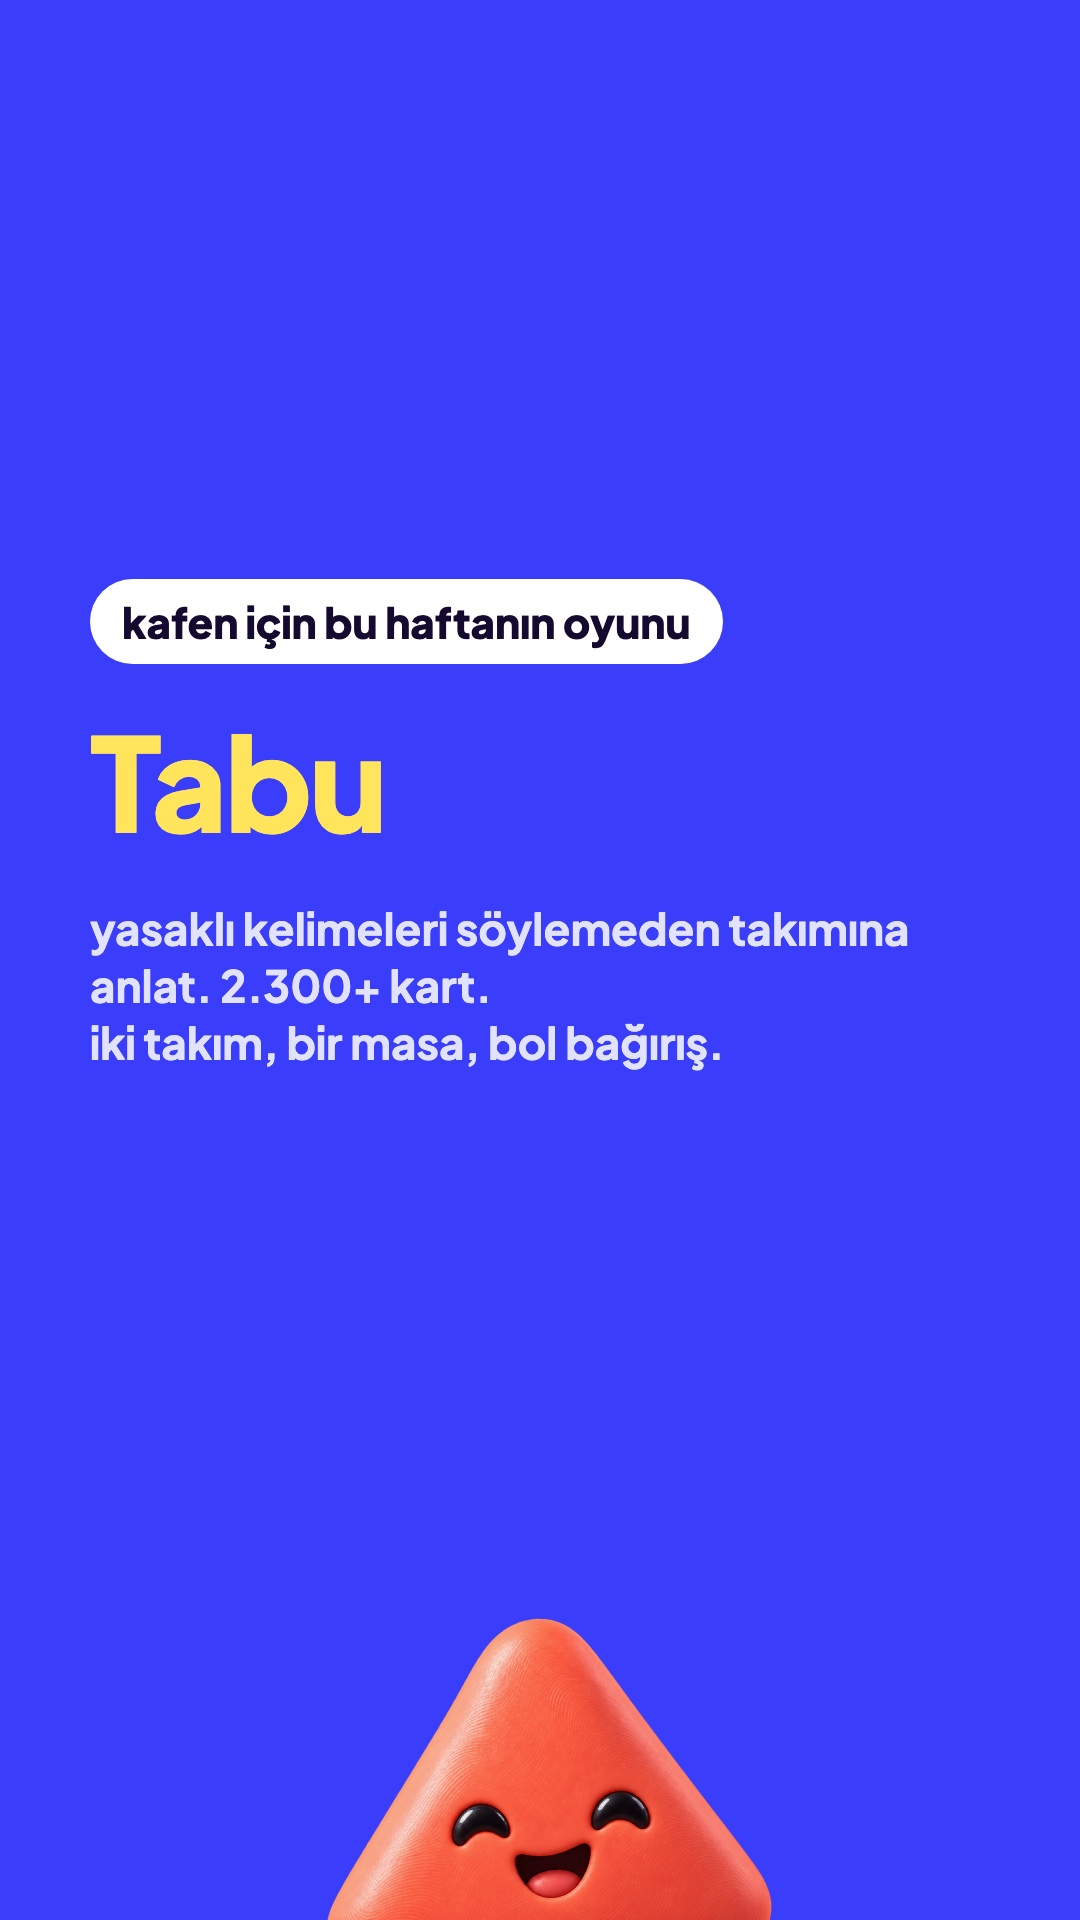 kafen için bu haftanın oyunu
Tabu
yasaklı kelimeleri söylemeden takımına
anlat. 2.300+ kart.
iki takım, bir masa, bol bağırış.